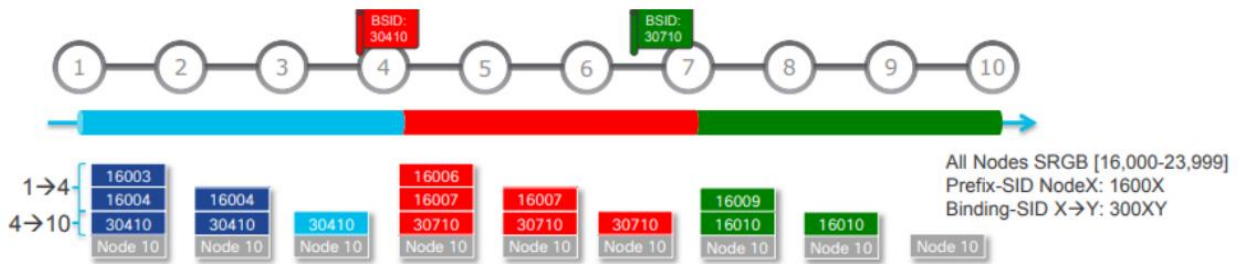 BSID:
30410
BSID:
30710
1 2 3 4 5 6 7 8 9 10
1→4
4→10
16003
16004
30410
Node 10
16004
30410
Node 10
30410
Node 10
16006
16007
30710
Node 10
16007
30710
Node 10
30710
Node 10
16009
16010
Node 10
16010
Node 10
Node 10
All Nodes SRGB [16,000-23,999]
Prefix-SID NodeX: 1600X
Binding-SID X→Y: 300XY